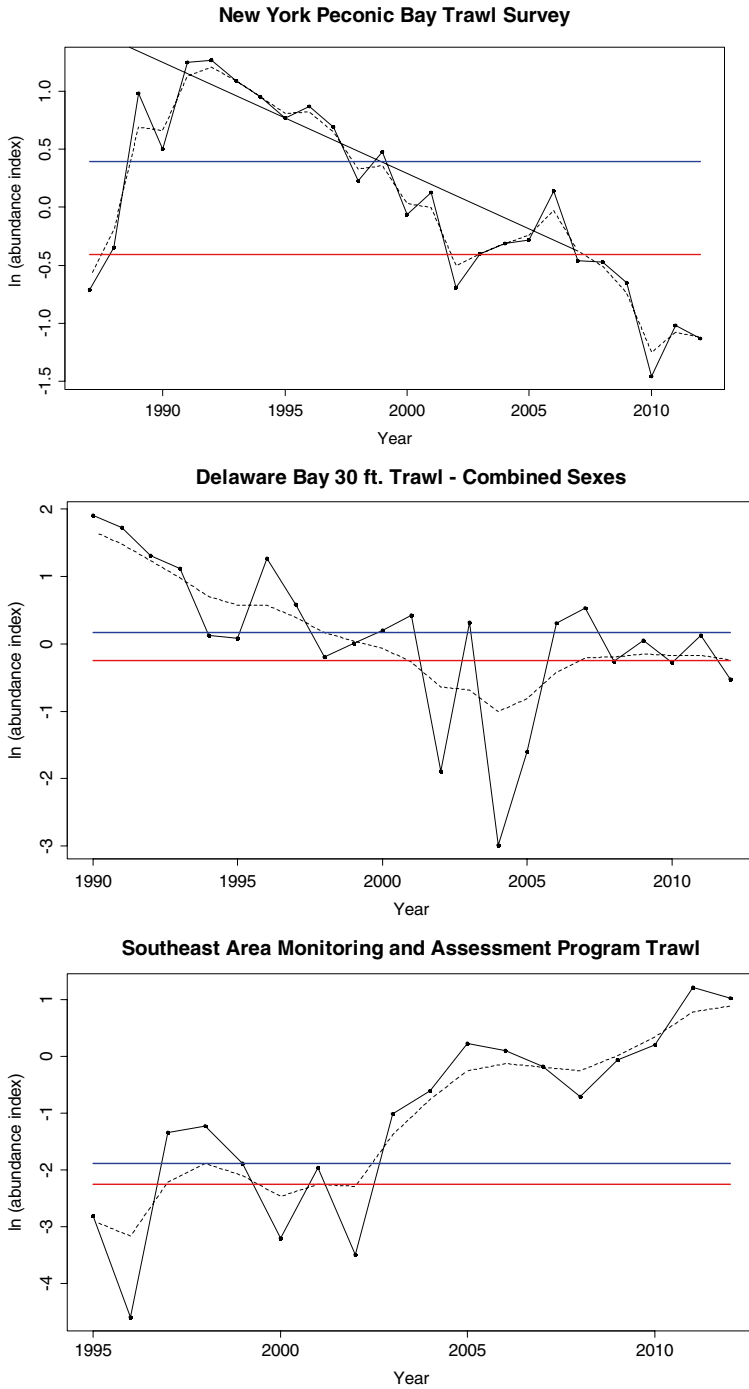 New York Peconic Bay Trawl Survey
ln (abundance index)
1.0
0.5
0.0
-0.5
-1.0
-1.5
1990 1995 2000 2005 2010
Year
Delaware Bay 30 ft. Trawl - Combined Sexes
ln (abundance index)
2
1
0
-1
-2
-3
1990 1995 2000 2005 2010
Year
Southeast Area Monitoring and Assessment Program Trawl
ln (abundance index)
1
0
-1
-2
-3
-4
1995 2000 2005 2010
Year